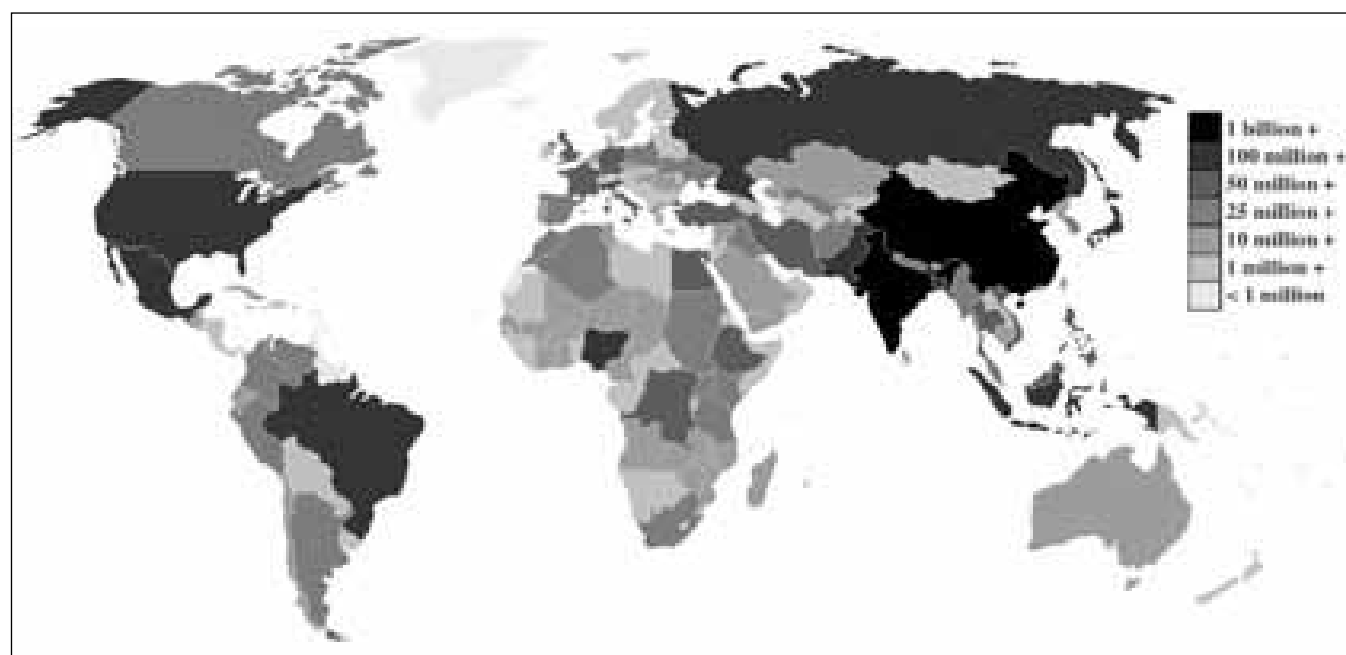 1 billion +
100 million +
50 million +
25 million +
10 million +
1 million +
< 1 million